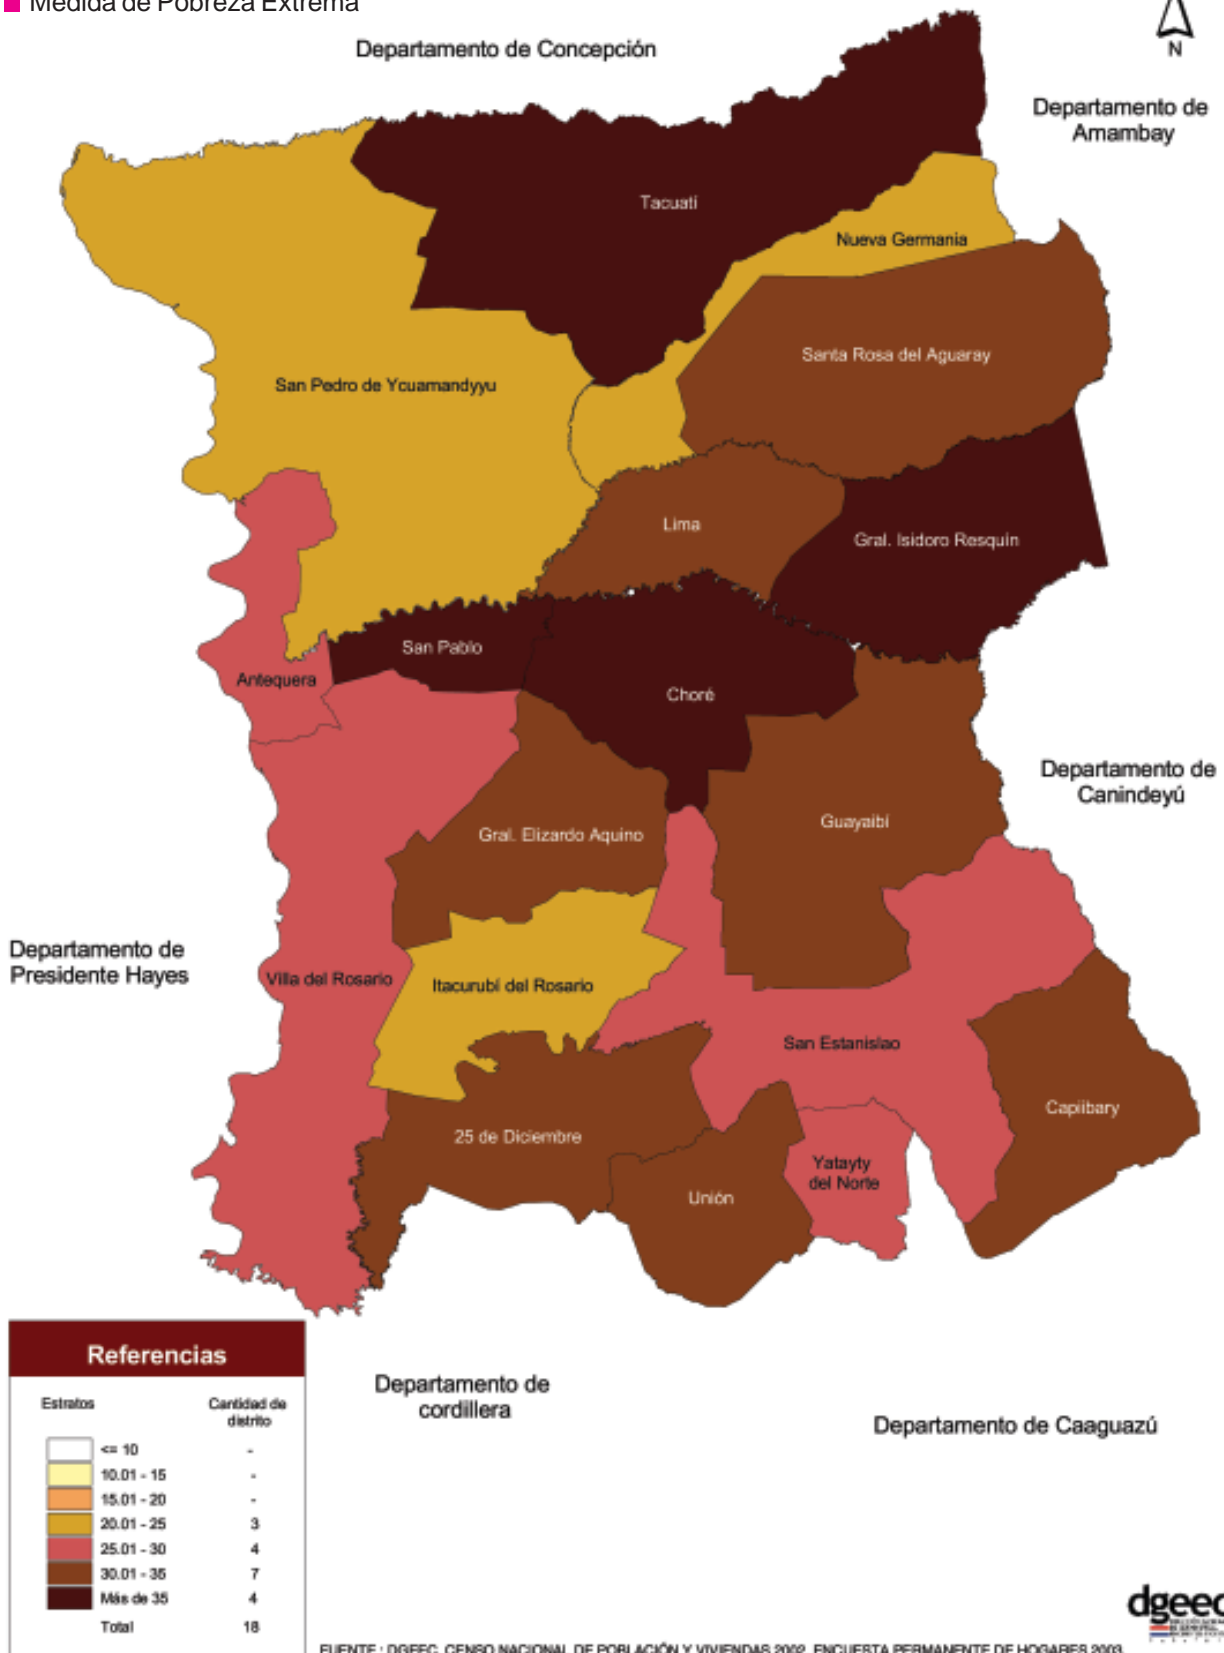 Medida de Pobreza Extrema
Departamento de Concepción
N
Departamento de
Amambay
Tacuatí
Nueva Germania
Santa Rosa del Aguaray
San Pedro de Ycuamandyyu
Lima
Gral. Isidoro Resquín
San Pablo
Antequera
Choré
Departamento de
Canindeyú
Guayaibí
Gral. Elizardo Aquino
Departamento de
Presidente Hayes
Villa del Rosario
Itacurubí del Rosario
San Estanislao
Capiibary
25 de Diciembre
Yatayty
del Norte
Unión
Referencias
Estratos
Cantidad de
distrito
<= 10 -
10.01 - 15 -
15.01 - 20 -
20.01 - 25 3
25.01 - 30 4
30.01 - 35 7
Más de 35 4
Total 18
Departamento de
cordillera
Departamento de Caaguazú
dgeec
FUENTE : DGEEC. CENSO NACIONAL DE POBLACIÓN Y VIVIENDAS 2002. ENCUESTA PERMANENTE DE HOGARES 2003.